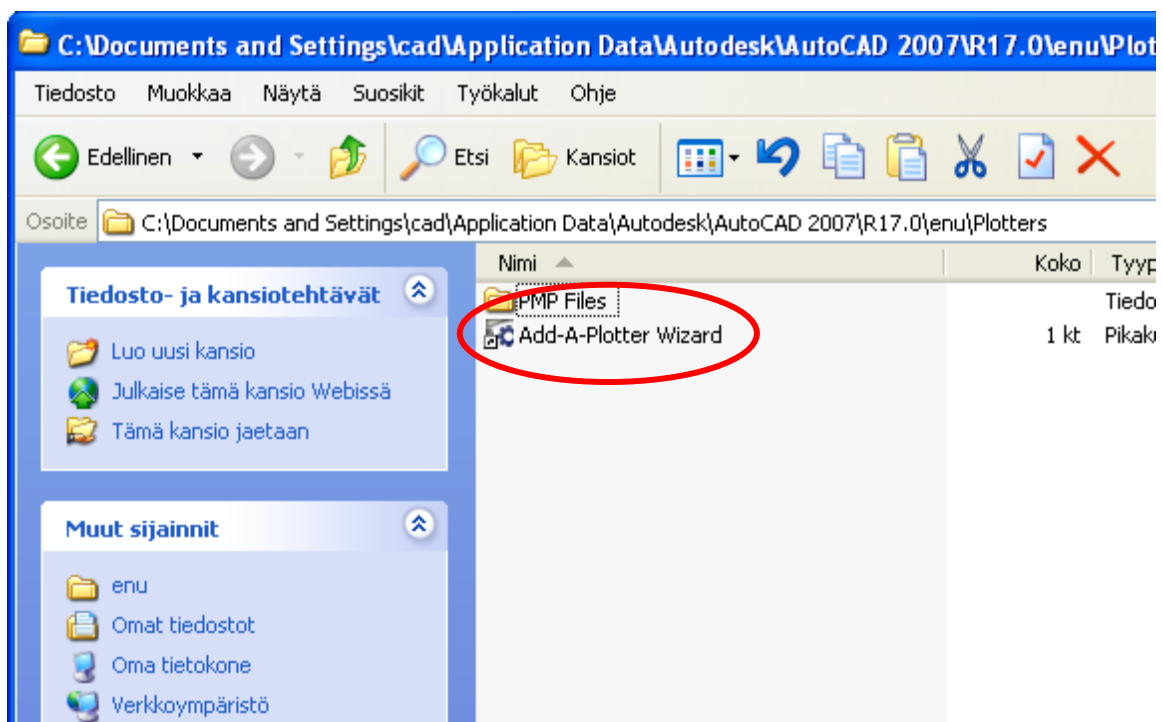 C:\Documents and Settings\cad\Application Data\Autodesk\AutoCAD 2007\R17.0\enu\Plot
Tiedosto Muokkaa Näytä Suosikit Työkalut Ohje
Edellinen Etsi Kansiot
Osoite C:\Documents and Settings\cad\Application Data\Autodesk\AutoCAD 2007\R17.0\enu\Plotters
Nimi Koko Tyyp
Tiedosto- ja kansiotehtävät
PMP Files Tiedo
Add-A-Plotter Wizard 1 kt Pikaku
Luo uusi kansio
Julkaise tämä kansio Webissä
Tämä kansio jaetaan
Muut sijainnit
enu
Omat tiedostot
Oma tietokone
Verkkoympäristö